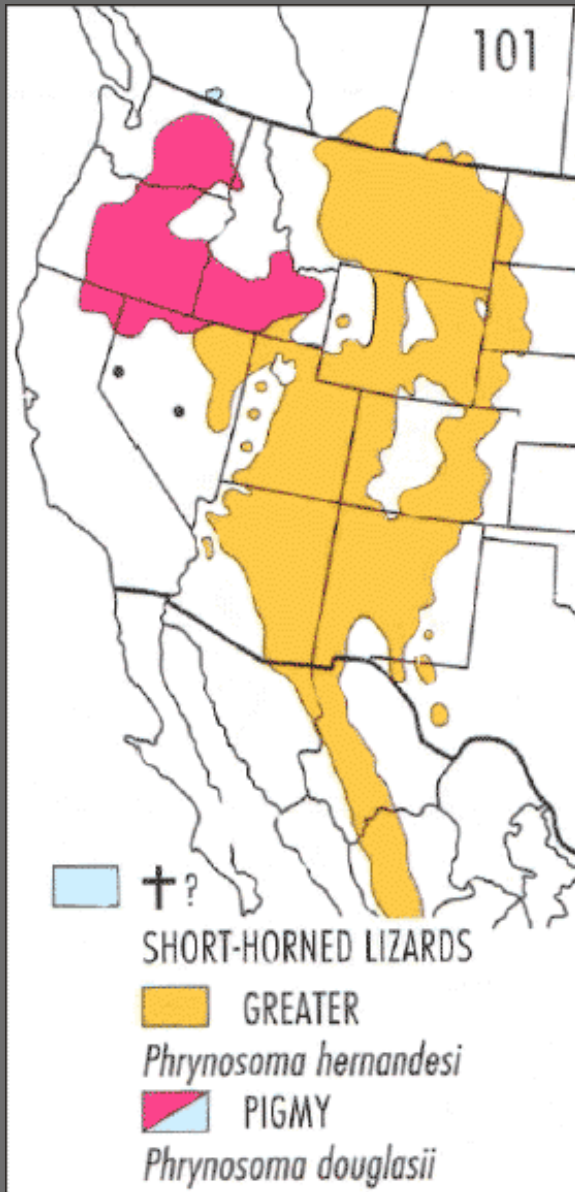 101
†?
SHORT-HORNED LIZARDS
GREATER
Phrynosoma hernandesi
PIGMY
Phrynosoma douglasii